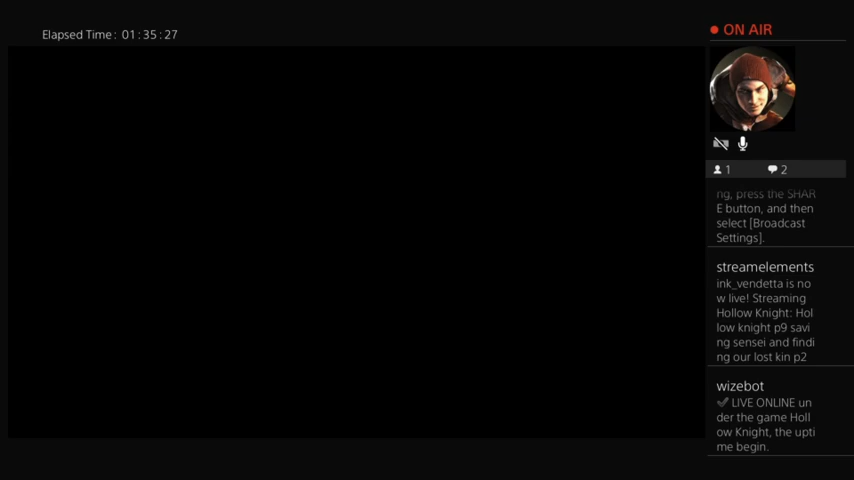 Elapsed Time: 01:35:27
ON AIR
1 2
ng, press the SHAR
E button, and then
select [Broadcast
Settings].
streamelements
ink_vendetta is no
w live! Streaming
Hollow Knight: Hol
low knight p9 savi
ng sensei and findi
ng our lost kin p2
wizebot
LIVE ONLINE un
der the game Holl
ow Knight, the upti
me begin.